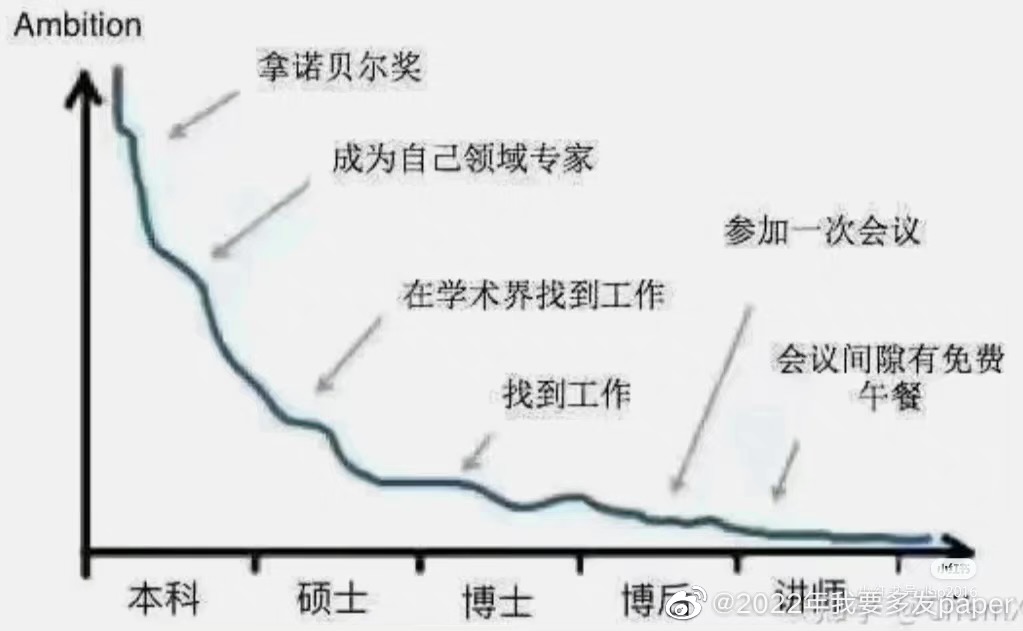 Ambition
拿诺贝尔奖
成为自己领域专家
参加一次会议
在学术界找到工作
会议间隙有免费
午餐
找到工作
小红书
本科
硕士
博士
博后
讲师
@2022年我要多发paper